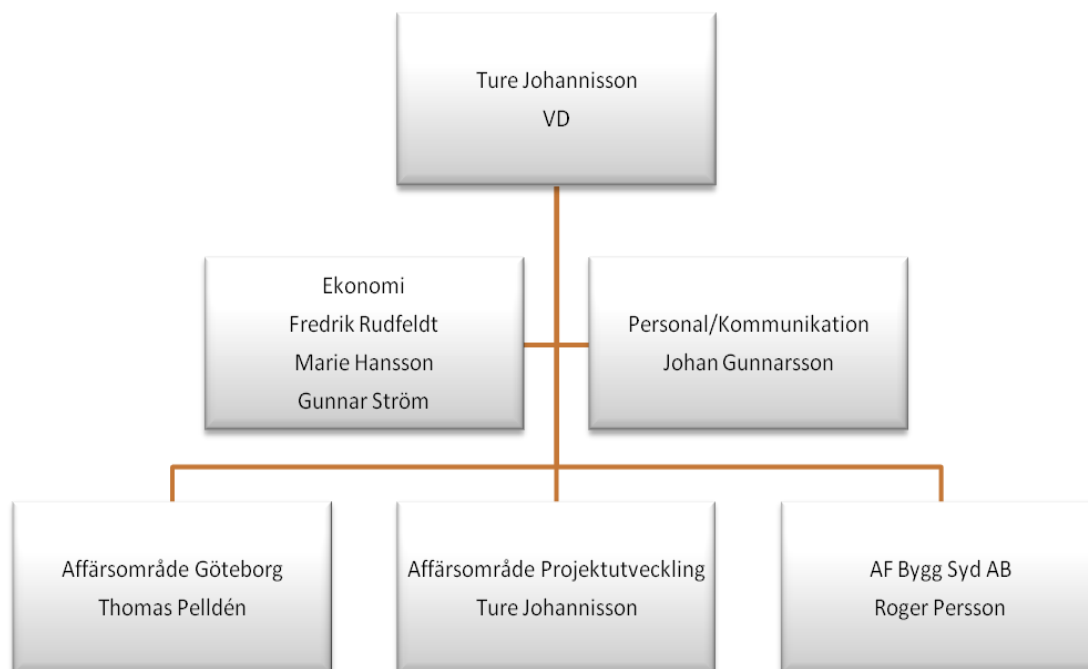 Ture Johannisson
VD
Ekonomi
Fredrik Rudfeldt
Marie Hansson
Gunnar Ström
Personal/Kommunikation
Johan Gunnarsson
Affärsområde Göteborg
Thomas Pelldén
Affärsområde Projektutveckling
Ture Johannisson
AF Bygg Syd AB
Roger Persson